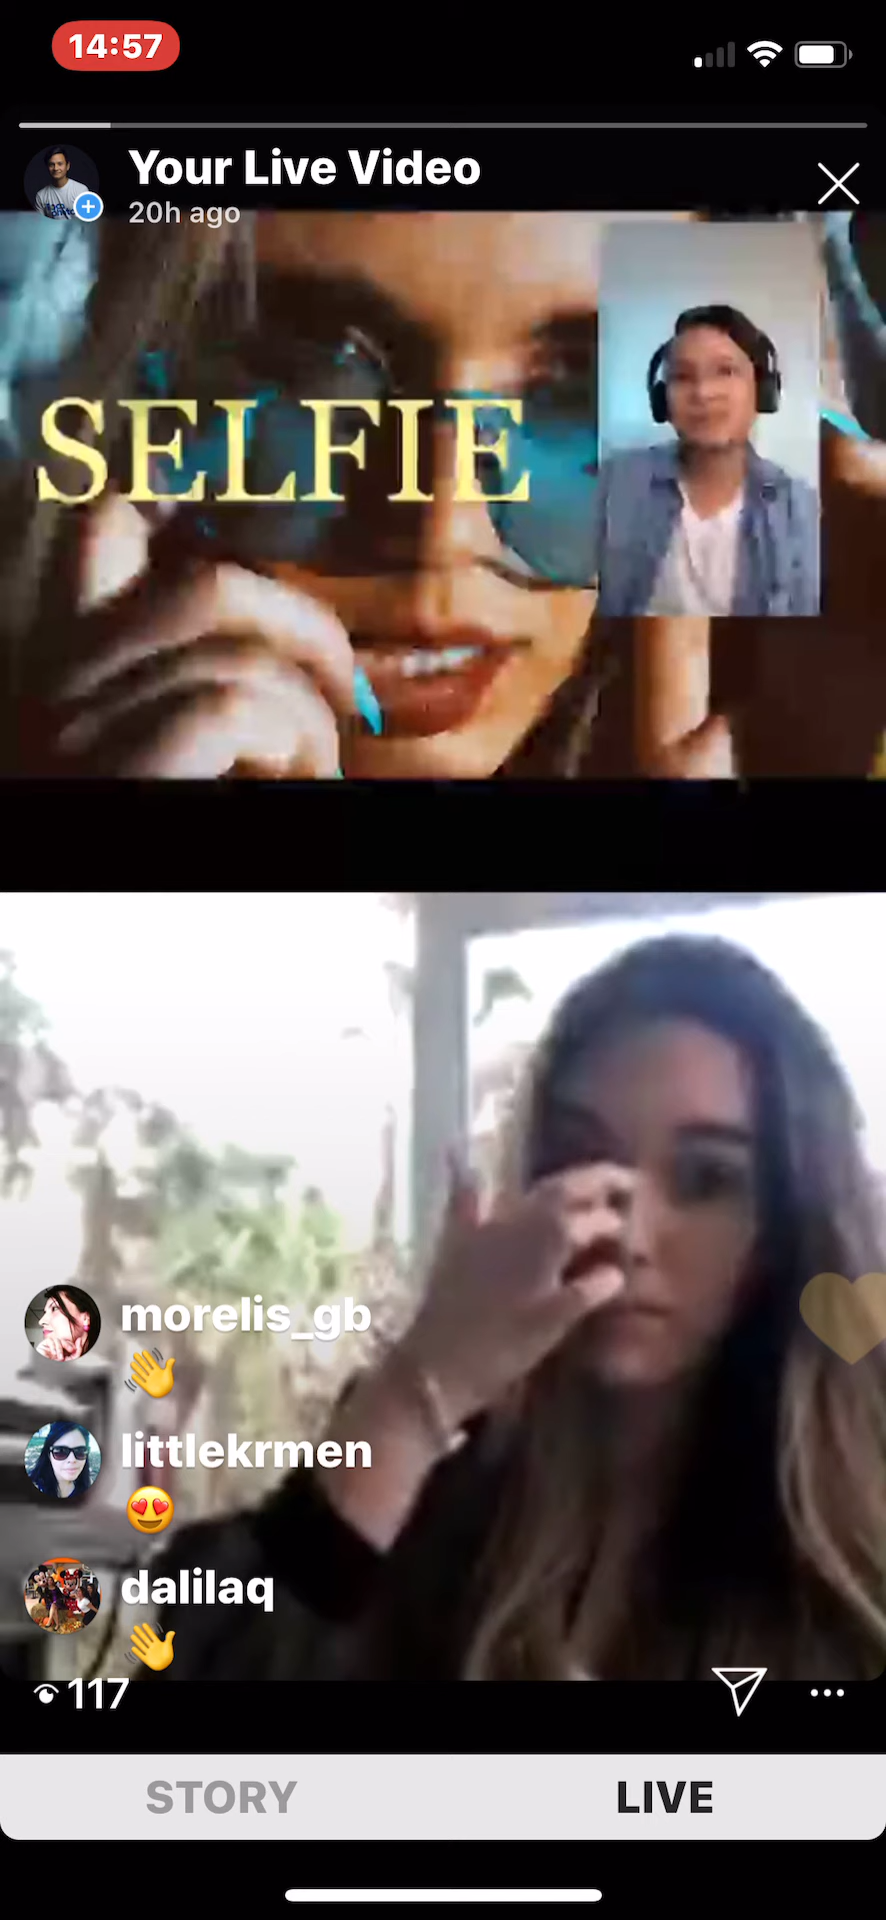 14:57
Your Live Video
20h ago
SELFIE
morelis_gb
👋
littlekrmen
😍
dalilaq
👋
117
STORY
LIVE